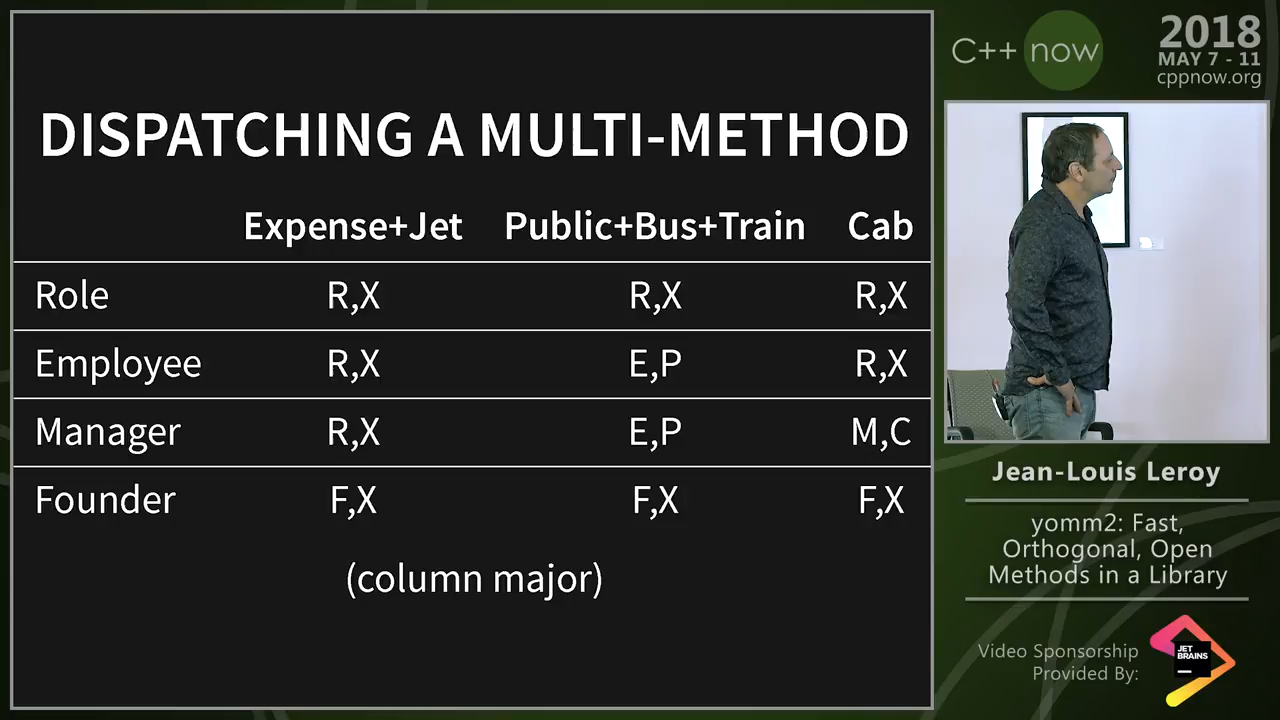 DISPATCHING A MULTI-METHOD
Expense+Jet Public+Bus+Train Cab
Role R,X R,X R,X
Employee R,X E,P R,X
Manager R,X E,P M,C
Founder F,X F,X F,X
(column major)
C++ now
2018
MAY 7 - 11
cppnow.org
Jean-Louis Leroy
yomm2: Fast,
Orthogonal, Open
Methods in a Library
Video Sponsorship
Provided By:
JET
BRAINS